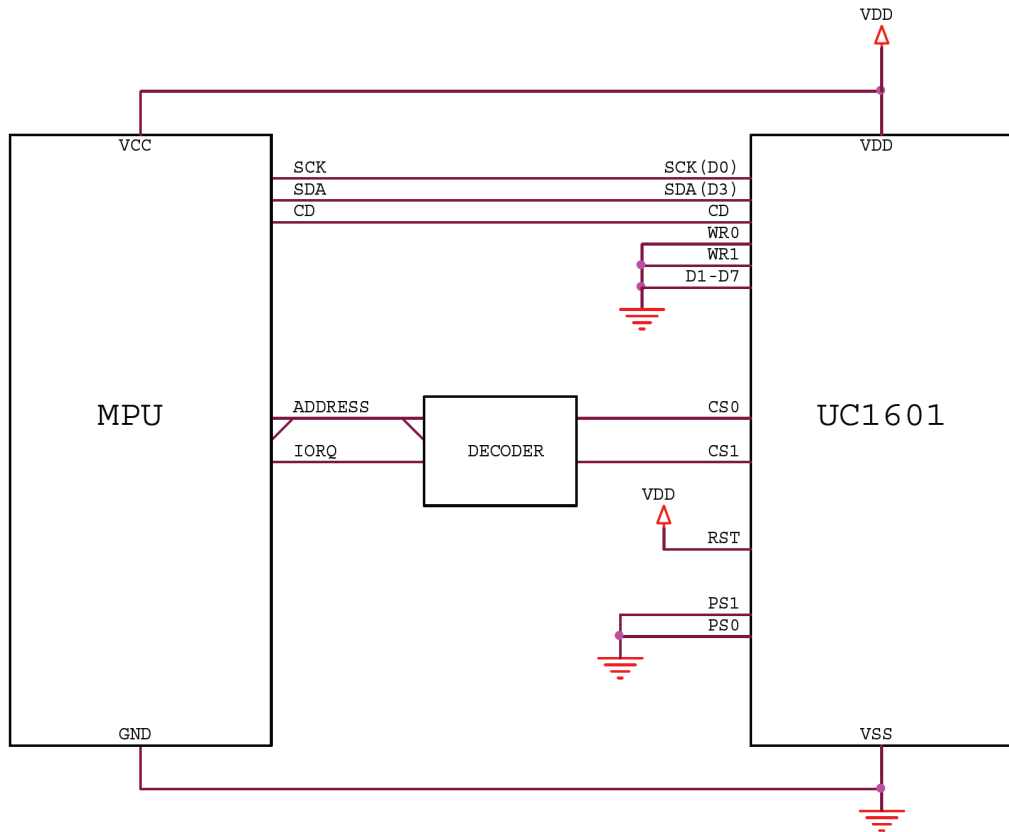 VDD
VCC
VDD
SCK
SCK(D0)
SDA
SDA(D3)
CD
CD
WR0
WR1
D1-D7
MPU
ADDRESS
IORQ
DECODER
CS0
CS1
UC1601
VDD
RST
PS1
PS0
GND
VSS